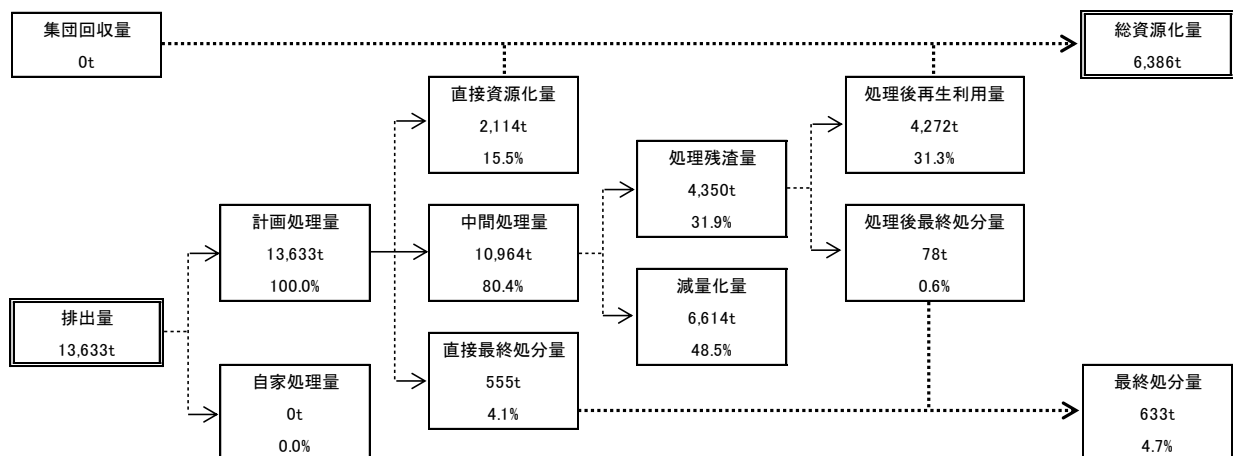 集団回収量
0t
総資源化量
6,386t
直接資源化量
2,114t
15.5%
処理後再生利用量
4,272t
31.3%
処理残渣量
4,350t
31.9%
計画処理量
13,633t
100.0%
中間処理量
10,964t
80.4%
処理後最終処分量
78t
0.6%
減量化量
6,614t
48.5%
排出量
13,633t
直接最終処分量
555t
4.1%
自家処理量
0t
0.0%
最終処分量
633t
4.7%